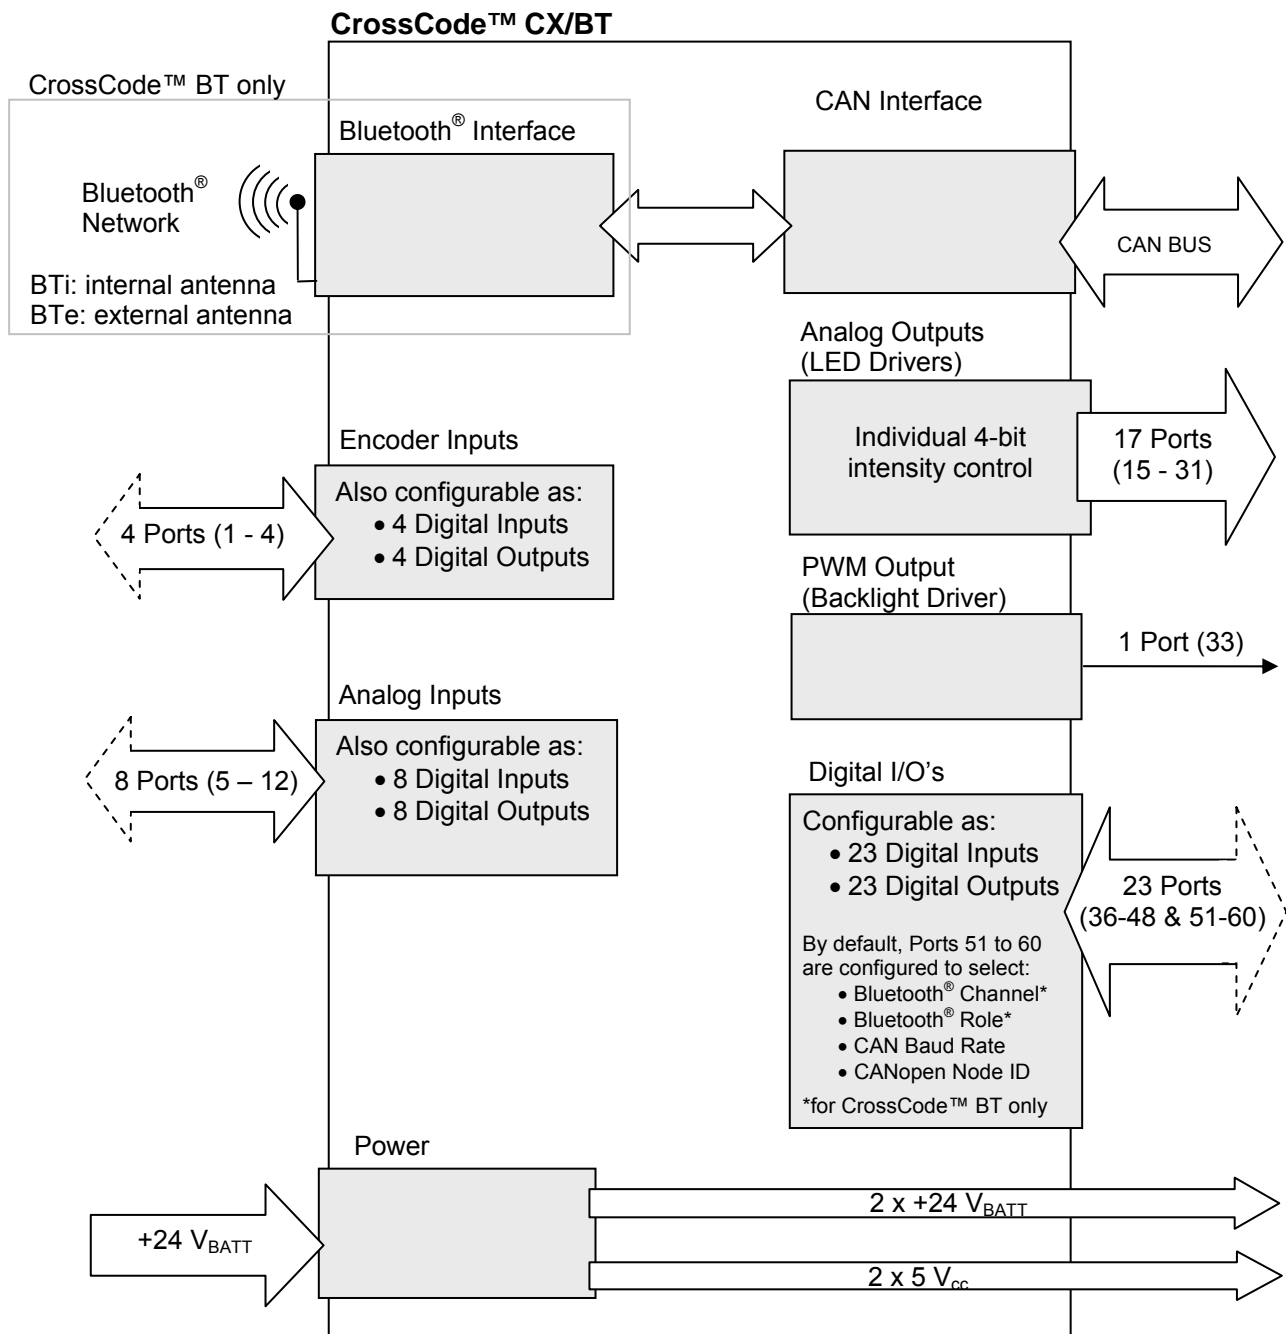 CrossCode™ CX/BT
CrossCode™ BT only
Bluetooth® Interface
CAN Interface
Bluetooth®
Network
BTi: internal antenna
BTe: external antenna
CAN BUS
Analog Outputs
(LED Drivers)
Individual 4-bit
intensity control
17 Ports
(15 - 31)
Encoder Inputs
Also configurable as:
• 4 Digital Inputs
• 4 Digital Outputs
4 Ports (1 - 4)
PWM Output
(Backlight Driver)
1 Port (33)
Analog Inputs
Also configurable as:
• 8 Digital Inputs
• 8 Digital Outputs
8 Ports (5 – 12)
Digital I/O's
Configurable as:
• 23 Digital Inputs
• 23 Digital Outputs
By default, Ports 51 to 60
are configured to select:
• Bluetooth® Channel*
• Bluetooth® Role*
• CAN Baud Rate
• CANopen Node ID
*for CrossCode™ BT only
23 Ports
(36-48 & 51-60)
Power
+24 VBATT
2 x +24 VBATT
2 x 5 Vcc